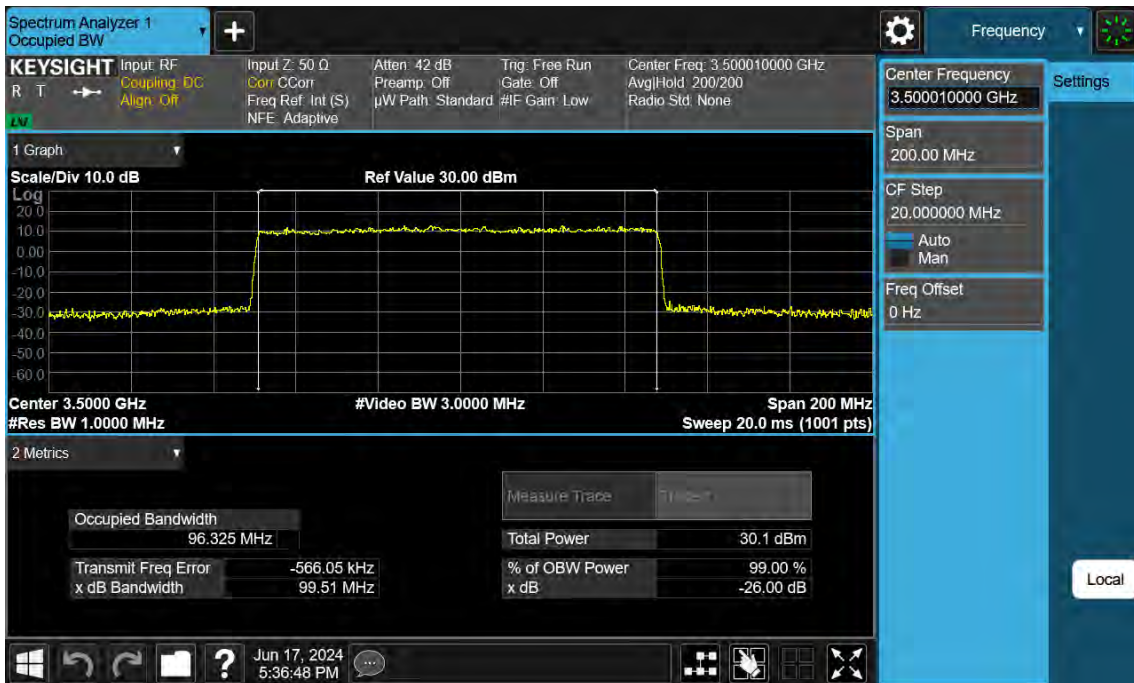 Spectrum Analyzer 1
Occupied BW
+
Frequency
KEYSIGHT
R T
LV
Input: RF
Coupling: DC
Align: Off
Input Z: 50 Ω
Corr CCorr
Freq Ref: Int (S)
NFE: Adaptive
Atten: 42 dB
Preamp: Off
µW Path: Standard
Trig: Free Run
Gate: Off
#IF Gain: Low
Center Freq: 3.500010000 GHz
Avg|Hold: 200/200
Radio Std: None
Center Frequency
3.500010000 GHz
Settings
Span
200.00 MHz
CF Step
20.000000 MHz
Auto
Man
Freq Offset
0 Hz
Local
1 Graph
Scale/Div 10.0 dB
Ref Value 30.00 dBm
Log
20.0
10.0
0.00
-10.0
-20.0
-30.0
-40.0
-50.0
-60.0
Center 3.5000 GHz
#Video BW 3.0000 MHz
Span 200 MHz
#Res BW 1.0000 MHz
Sweep 20.0 ms (1001 pts)
2 Metrics
Measure Trace
Trace 1
Occupied Bandwidth
96.325 MHz
Total Power 30.1 dBm
Transmit Freq Error -566.05 kHz
% of OBW Power 99.00 %
x dB Bandwidth 99.51 MHz
x dB -26.00 dB
?
Jun 17, 2024
5:36:48 PM